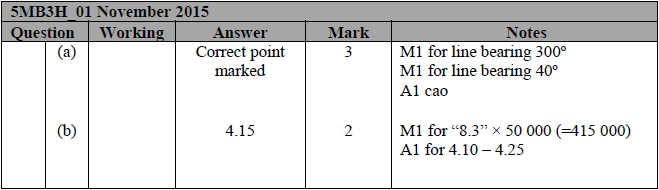 5MB3H_01 November 2015
Question Working Answer Mark Notes
(a) Correct point 3 M1 for line bearing 300º
marked M1 for line bearing 40º
A1 cao
(b) 4.15 2 M1 for “8.3” × 50 000 (=415 000)
A1 for 4.10 – 4.25